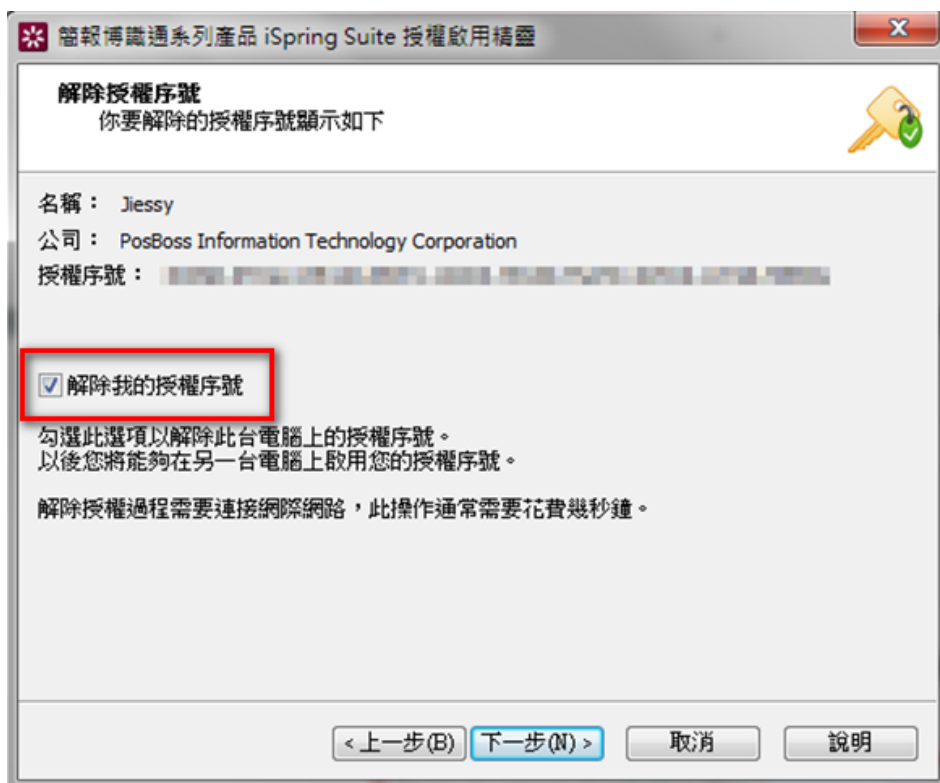 簡報博識通系列產品 iSpring Suite 授權啟用精靈
解除授權序號
你要解除的授權序號顯示如下
名稱： Jiessy
公司： PosBoss Information Technology Corporation
授權序號：
解除我的授權序號
勾選此選項以解除此台電腦上的授權序號。
以後您將能夠在另一台電腦上啟用您的授權序號。
解除授權過程需要連接網際網路，此操作通常需要花費幾秒鐘。
<上一步(B) 下一步(N)> 取消 說明